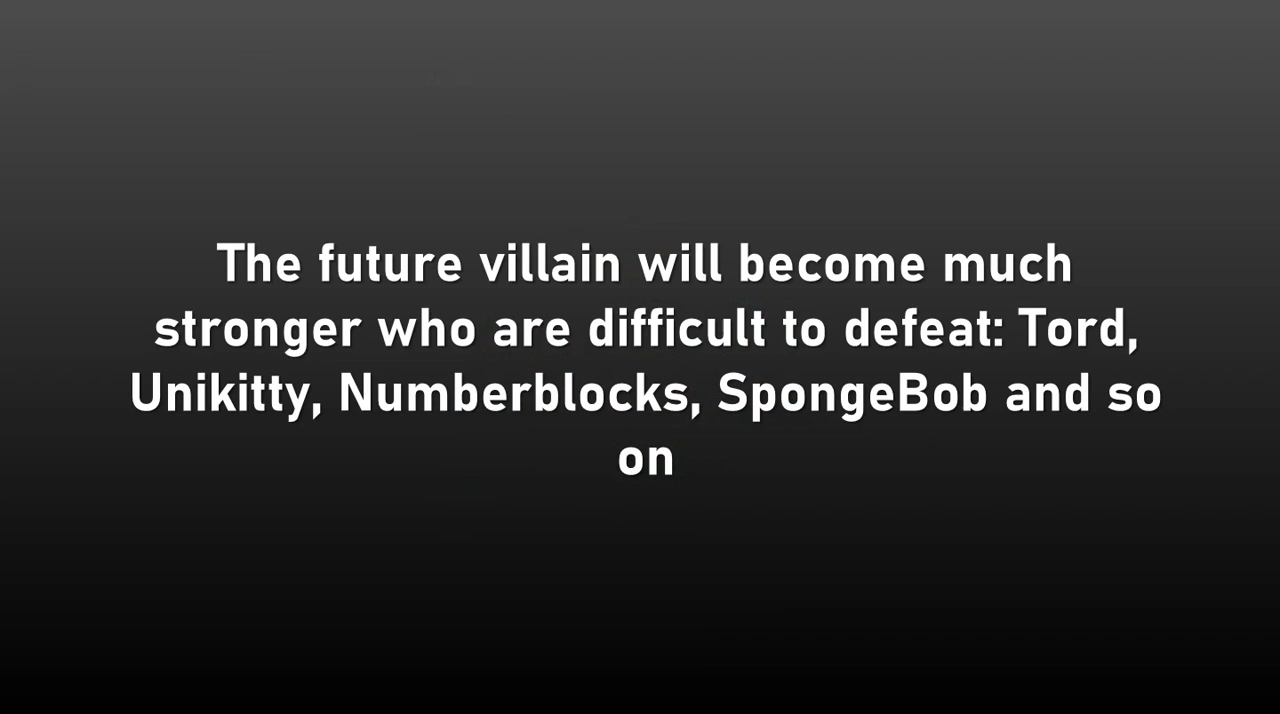 The future villain will become much
stronger who are difficult to defeat: Tord,
Unikitty, Numberblocks, SpongeBob and so
on